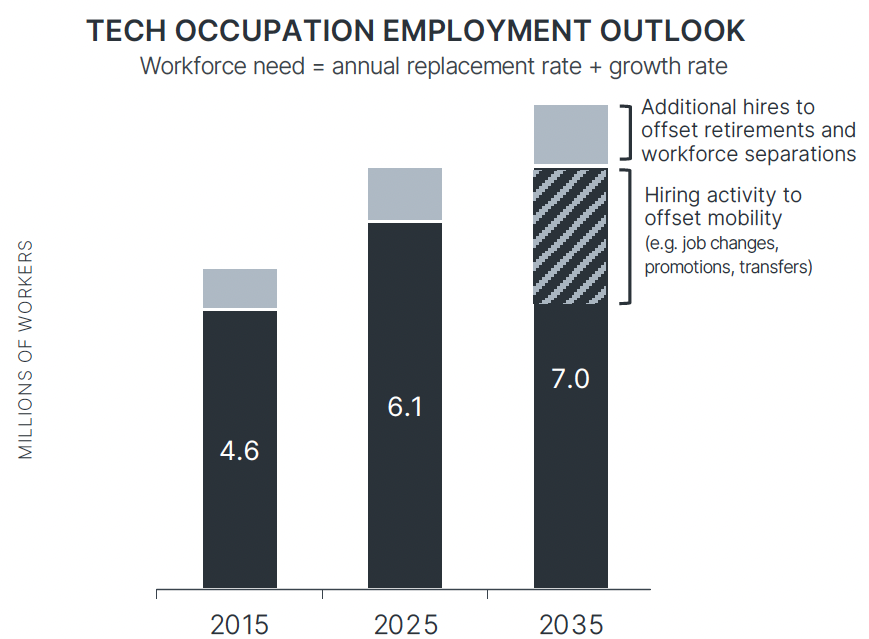 TECH OCCUPATION EMPLOYMENT OUTLOOK
Workforce need = annual replacement rate + growth rate
Additional hires to
offset retirements and
workforce separations
Hiring activity to
offset mobility
(e.g. job changes,
promotions, transfers)
MILLIONS OF WORKERS
4.6
6.1
7.0
2015
2025
2035